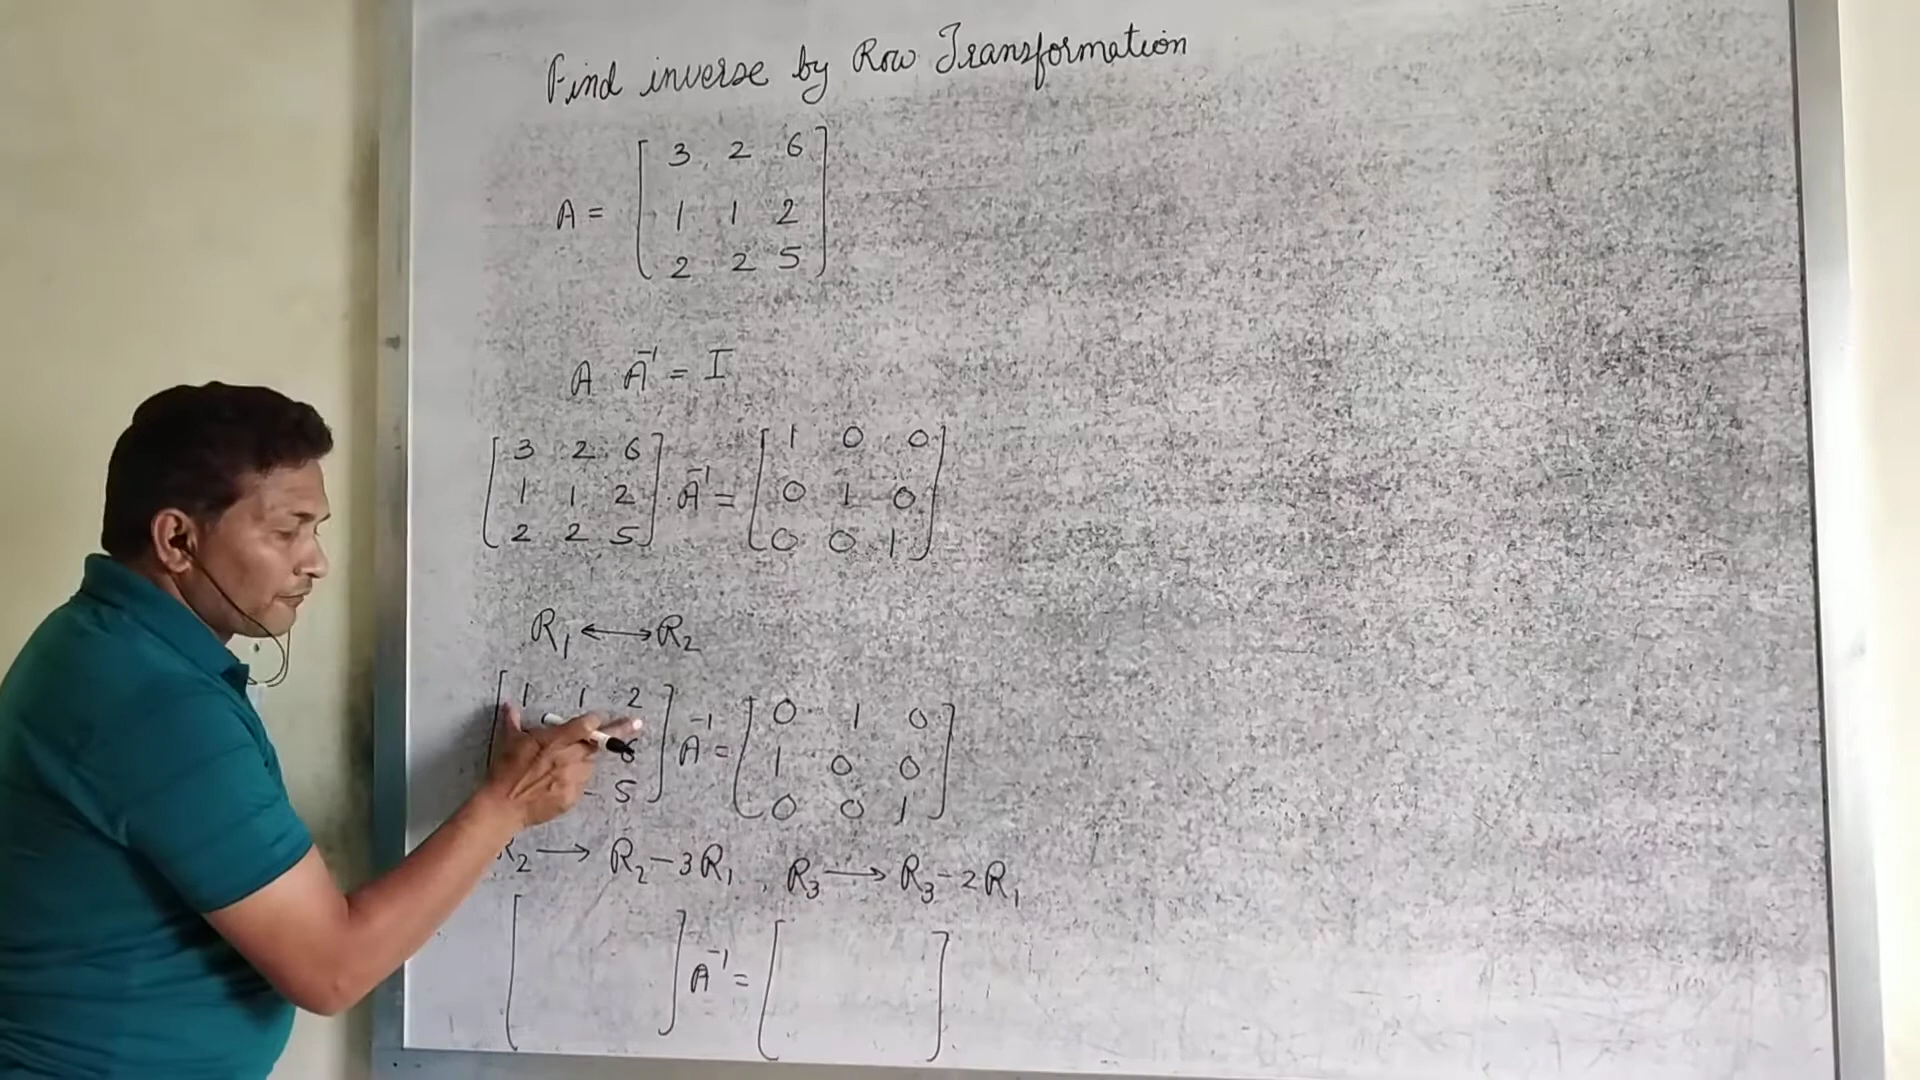 Find inverse by Row Transformation
3 2 6
A = 1 1 2
2 2 5
A A⁻¹ = I
3 2 6 1 0 0
1 1 2 . A⁻¹ = 0 1 0
2 2 5 0 0 1
R₁ ⟷ R₂
1 1 2 0 1 0
6 A⁻¹ = 1 0 0
5 0 0 1
R₂ ⟶ R₂ - 3R₁ , R₃ ⟶ R₃ - 2R₁
A⁻¹ =